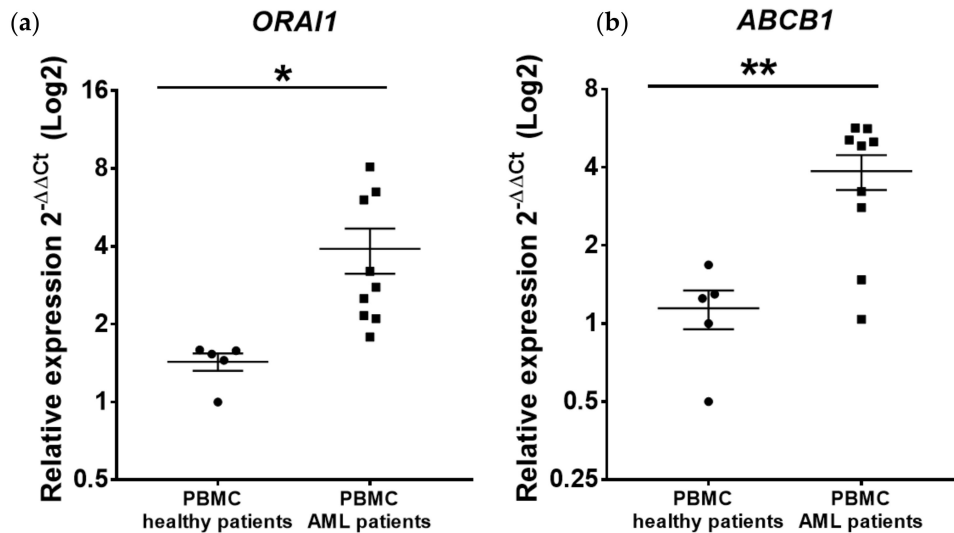 (a)
ORAI1
*
Relative expression 2^-ΔΔCt (Log2)
16
8
4
2
1
0.5
PBMC
healthy patients
PBMC
AML patients
(b)
ABCB1
**
Relative expression 2^-ΔΔCt (Log2)
8
4
2
1
0.5
0.25
PBMC
healthy patients
PBMC
AML patients